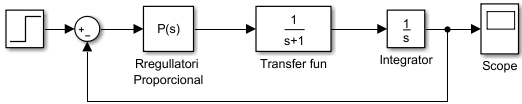 +
−
P(s)
1
s+1
1
s
Rregullatori
Proporcional
Transfer fun
Integrator
Scope